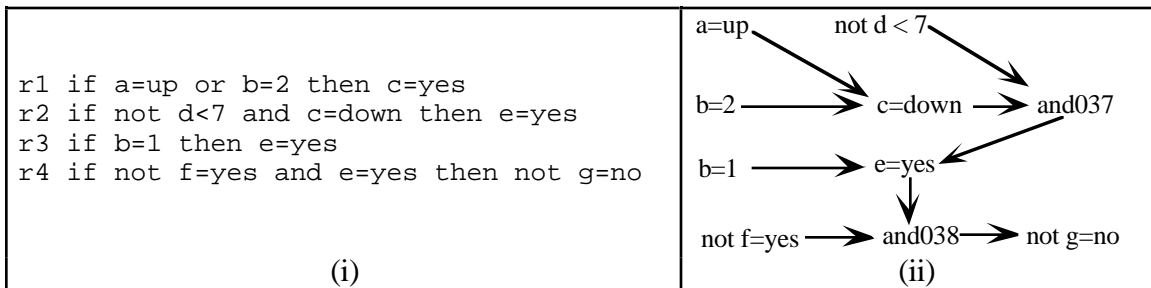 r1 if a=up or b=2 then c=yes
r2 if not d<7 and c=down then e=yes
r3 if b=1 then e=yes
r4 if not f=yes and e=yes then not g=no
(i)
a=up not d < 7
b=2 c=down and037
b=1 e=yes
not f=yes and038 not g=no
(ii)